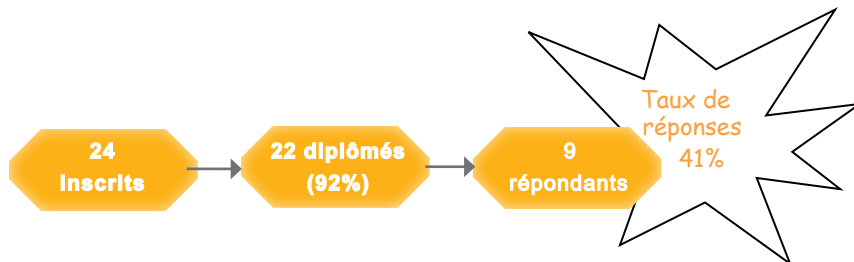 24
inscrits
22 diplômés
(92%)
9
répondants
Taux de
réponses
41%